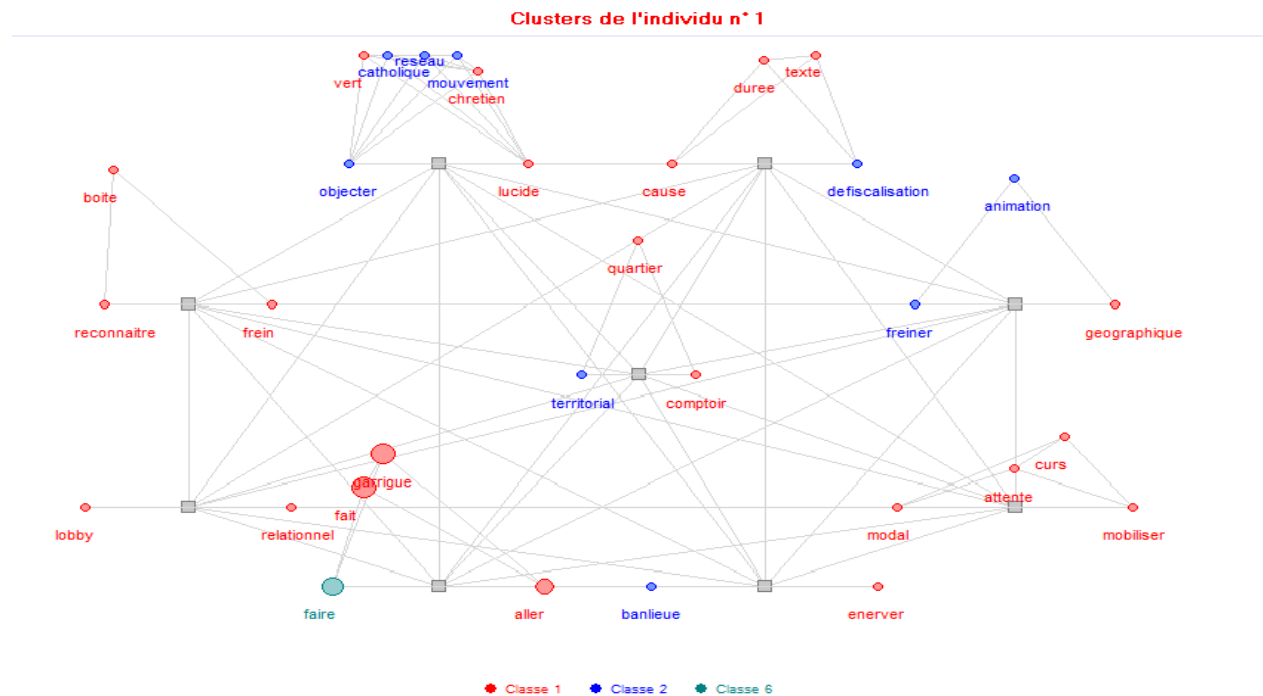 Clusters de l'individu n° 1
reseau
catholique
vert
mouvement
chretien
texte
duree
objecter
lucide
cause
defiscalisation
boite
animation
quartier
reconnaitre
frein
freiner
geographique
territorial
comptoir
curs
garrigue
attente
fait
lobby
relationnel
modal
mobiliser
faire
aller
banlieue
enerver
Classe 1 Classe 2 Classe 6